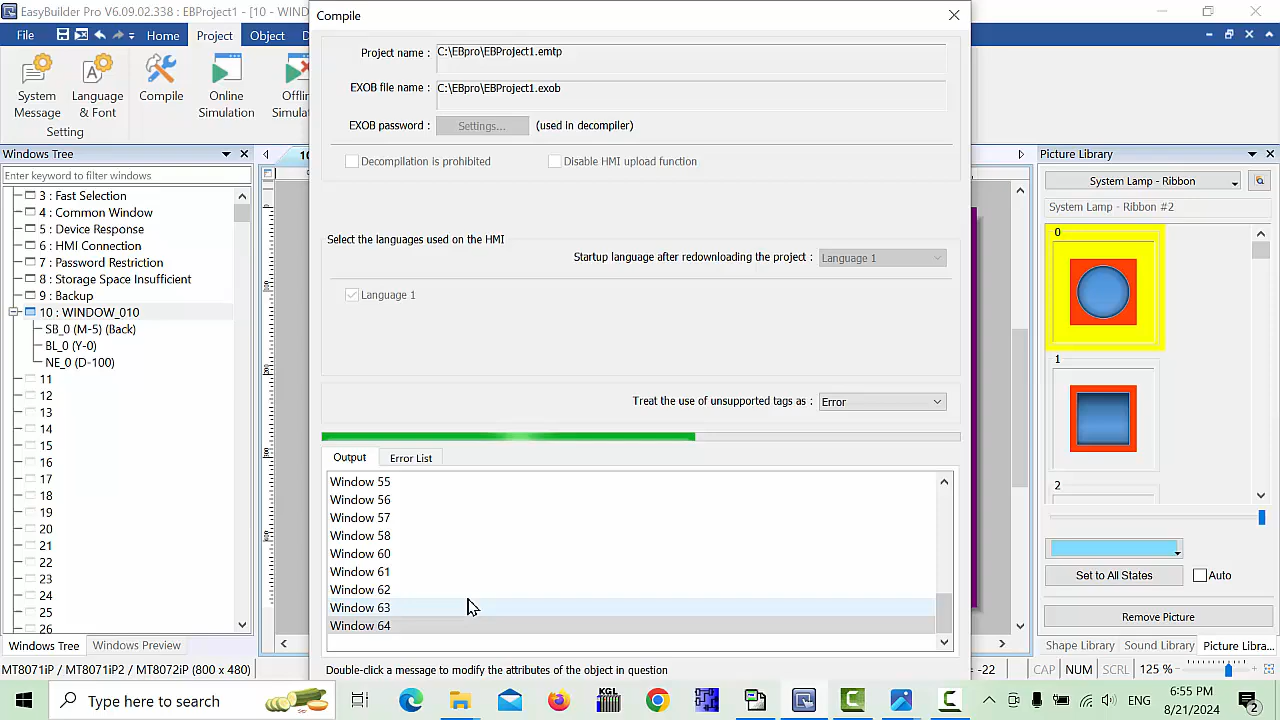 EasyBuilder Pro V6.09.02.338 : EBProject1 - [10 - WIND
Compile
File
Home
Project
Object
System Message
Language & Font
Compile
Online Simulation
Setting
Windows Tree
Enter keyword to filter windows
3 : Fast Selection
4 : Common Window
5 : Device Response
6 : HMI Connection
7 : Password Restriction
8 : Storage Space Insufficient
9 : Backup
10 : WINDOW_010
SB_0 (M-5) (Back)
BL_0 (Y-0)
NE_0 (D-100)
11
12
13
14
15
16
17
18
19
20
21
22
23
24
25
26
Windows Tree
Windows Preview
MT8071iP / MT8071iP2 / MT8072iP (800 x 480)
Project name :
C:\EBpro\EBProject1.emtp
EXOB file name :
C:\EBpro\EBProject1.exob
EXOB password :
Settings...
(used in decompiler)
Decompilation is prohibited
Disable HMI upload function
Select the languages used on the HMI
Startup language after redownloading the project :
Language 1
Language 1
Treat the use of unsupported tags as :
Error
Output
Error List
Window 55
Window 56
Window 57
Window 58
Window 60
Window 61
Window 62
Window 63
Window 64
Double-click a message to modify the attributes of the object in question
Picture Library
System Lamp - Ribbon
System Lamp - Ribbon #2
0
1
2
Set to All States
Auto
Remove Picture
Shape Library
Sound Library
Picture Libra...
-22
CAP
NUM
SCRL
125 %
Type here to search
KGL
ENG
6:55 PM
8/21/2024
2